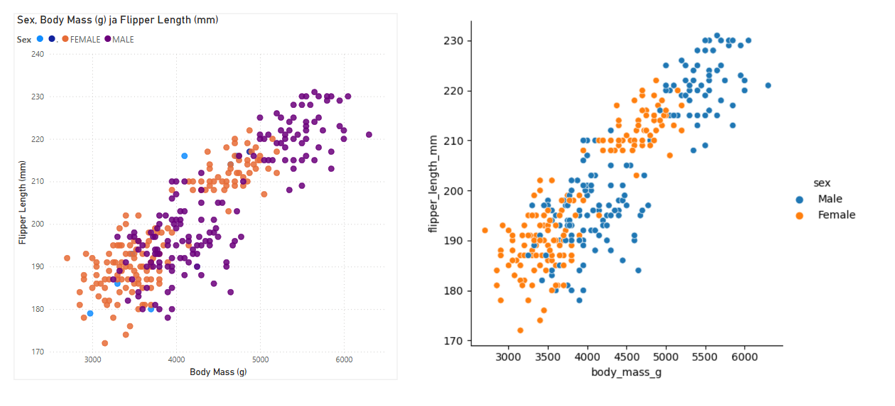 Sex, Body Mass (g) ja Flipper Length (mm)
Sex . FEMALE MALE
240
230
220
210
200
190
180
170
Flipper Length (mm)
3000 4000 5000 6000
Body Mass (g)
230
220
210
200
190
180
170
flipper_length_mm
3000 3500 4000 4500 5000 5500 6000
body_mass_g
sex
Male
Female